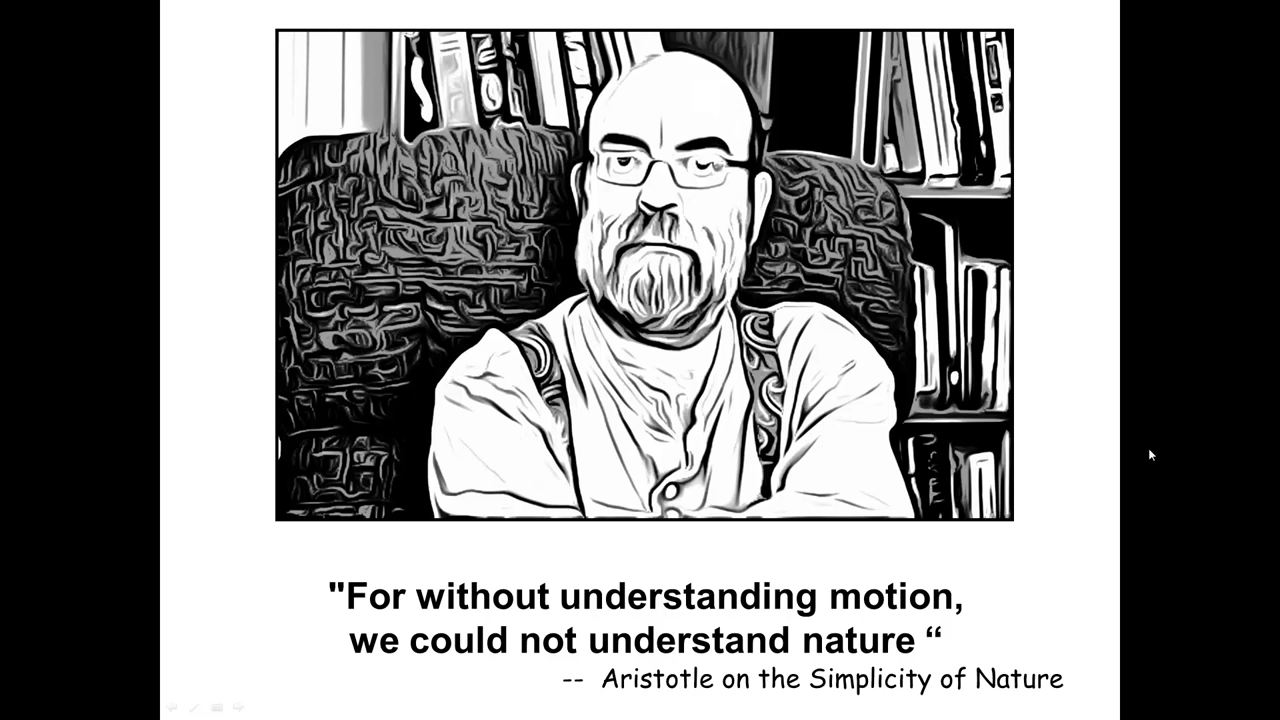 "For without understanding motion,
we could not understand nature “
-- Aristotle on the Simplicity of Nature